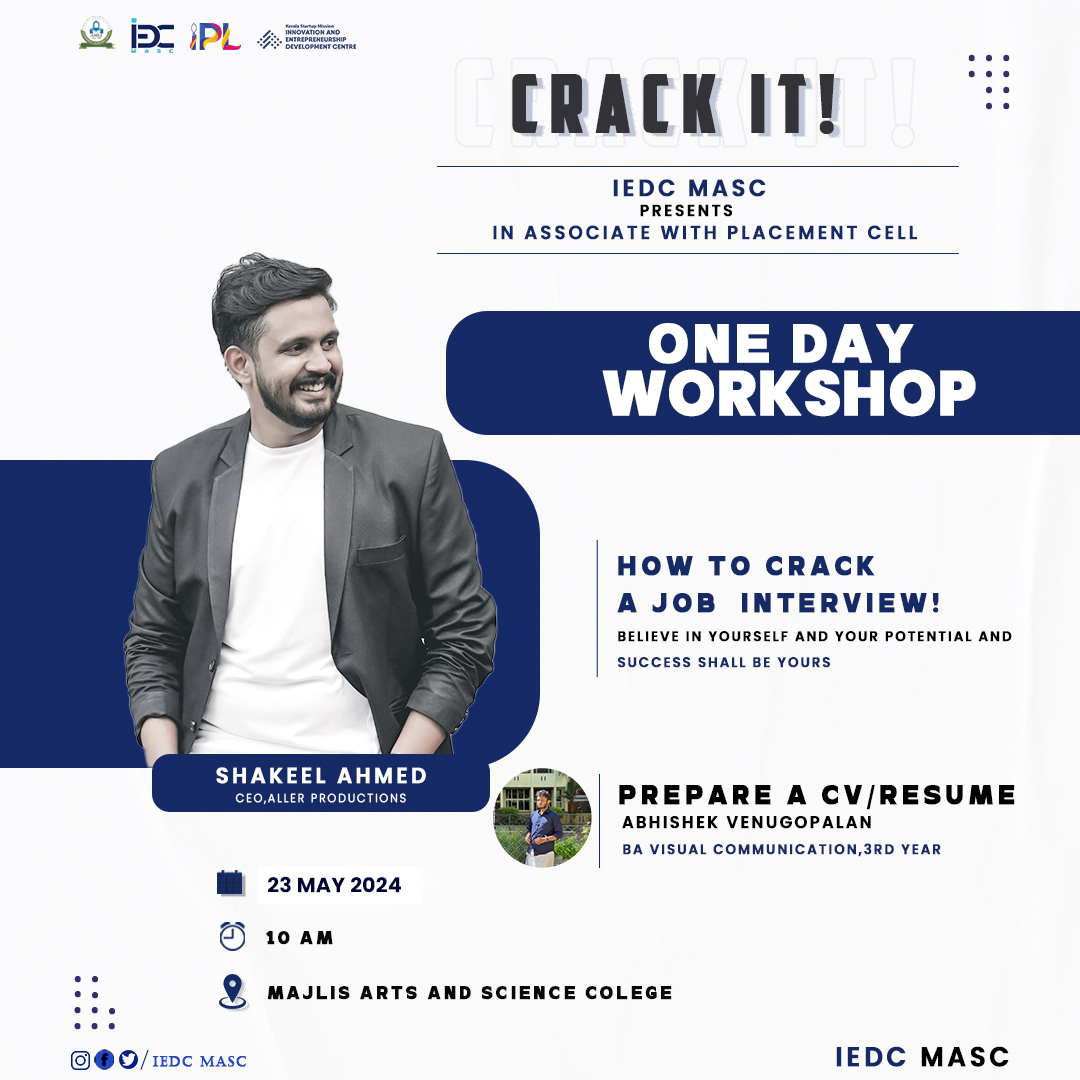 IEDC
MASC
IPL
Kerala Startup Mission
INNOVATION AND
ENTREPRENEURSHIP
DEVELOPMENT CENTRE
CRACK IT!
IEDC MASC
PRESENTS
IN ASSOCIATE WITH PLACEMENT CELL
ONE DAY
WORKSHOP
HOW TO CRACK
A JOB INTERVIEW!
BELIEVE IN YOURSELF AND YOUR POTENTIAL AND
SUCCESS SHALL BE YOURS
SHAKEEL AHMED
CEO,ALLER PRODUCTIONS
PREPARE A CV/RESUME
ABHISHEK VENUGOPALAN
BA VISUAL COMMUNICATION,3RD YEAR
23 MAY 2024
10 AM
MAJLIS ARTS AND SCIENCE COLEGE
/IEDC MASC
IEDC MASC